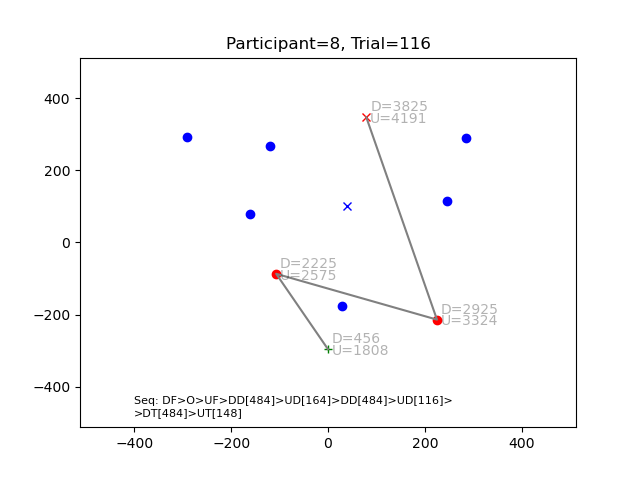 Participant=8, Trial=116
D=3825
U=4191
D=2225
U=2575
D=2925
U=3324
D=456
U=1808
400
200
0
−200
−400
Seq: DF>O>UF>DD[484]>UD[164]>DD[484]>UD[116]>
>DT[484]>UT[148]
−400 −200 0 200 400